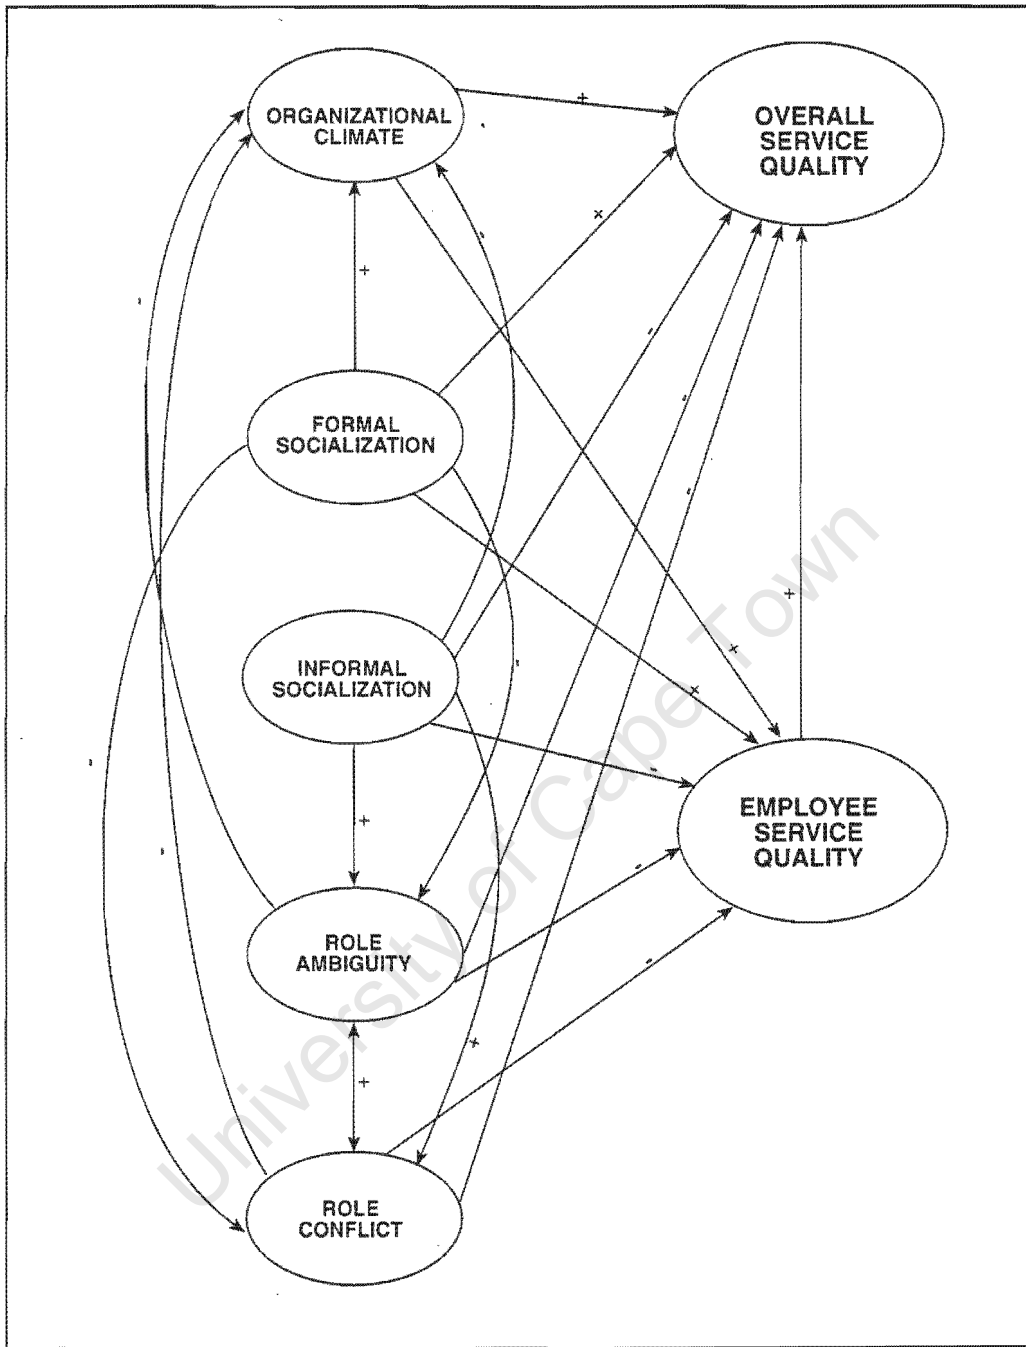 ORGANIZATIONAL
CLIMATE
OVERALL
SERVICE
QUALITY
FORMAL
SOCIALIZATION
INFORMAL
SOCIALIZATION
EMPLOYEE
SERVICE
QUALITY
ROLE
AMBIGUITY
ROLE
CONFLICT
+
+
+
+
+
+
+
+
+
-
-
-
-
-
-
-
-
-
-
-
University of Cape Town